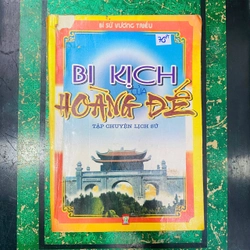 BÍ SỬ VƯƠNG TRIỀU
BI KỊCH
HOÀNG ĐẾ
TẬP CHUYỆN LỊCH SỬ